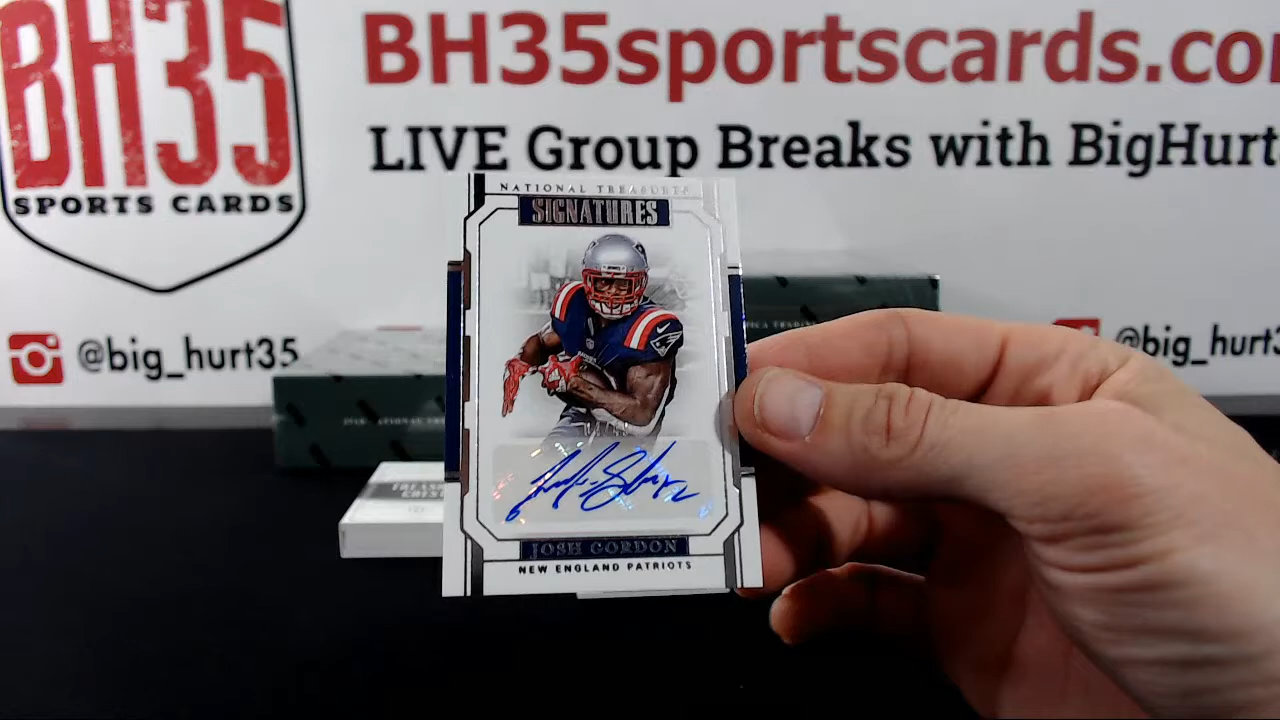 BH35
SPORTS CARDS
BH35sportscards.co
LIVE Group Breaks with BigHurt
@big_hurt35
@big_hurt3
NATIONAL TREASURES
SIGNATURES
JOSH GORDON
NEW ENGLAND PATRIOTS